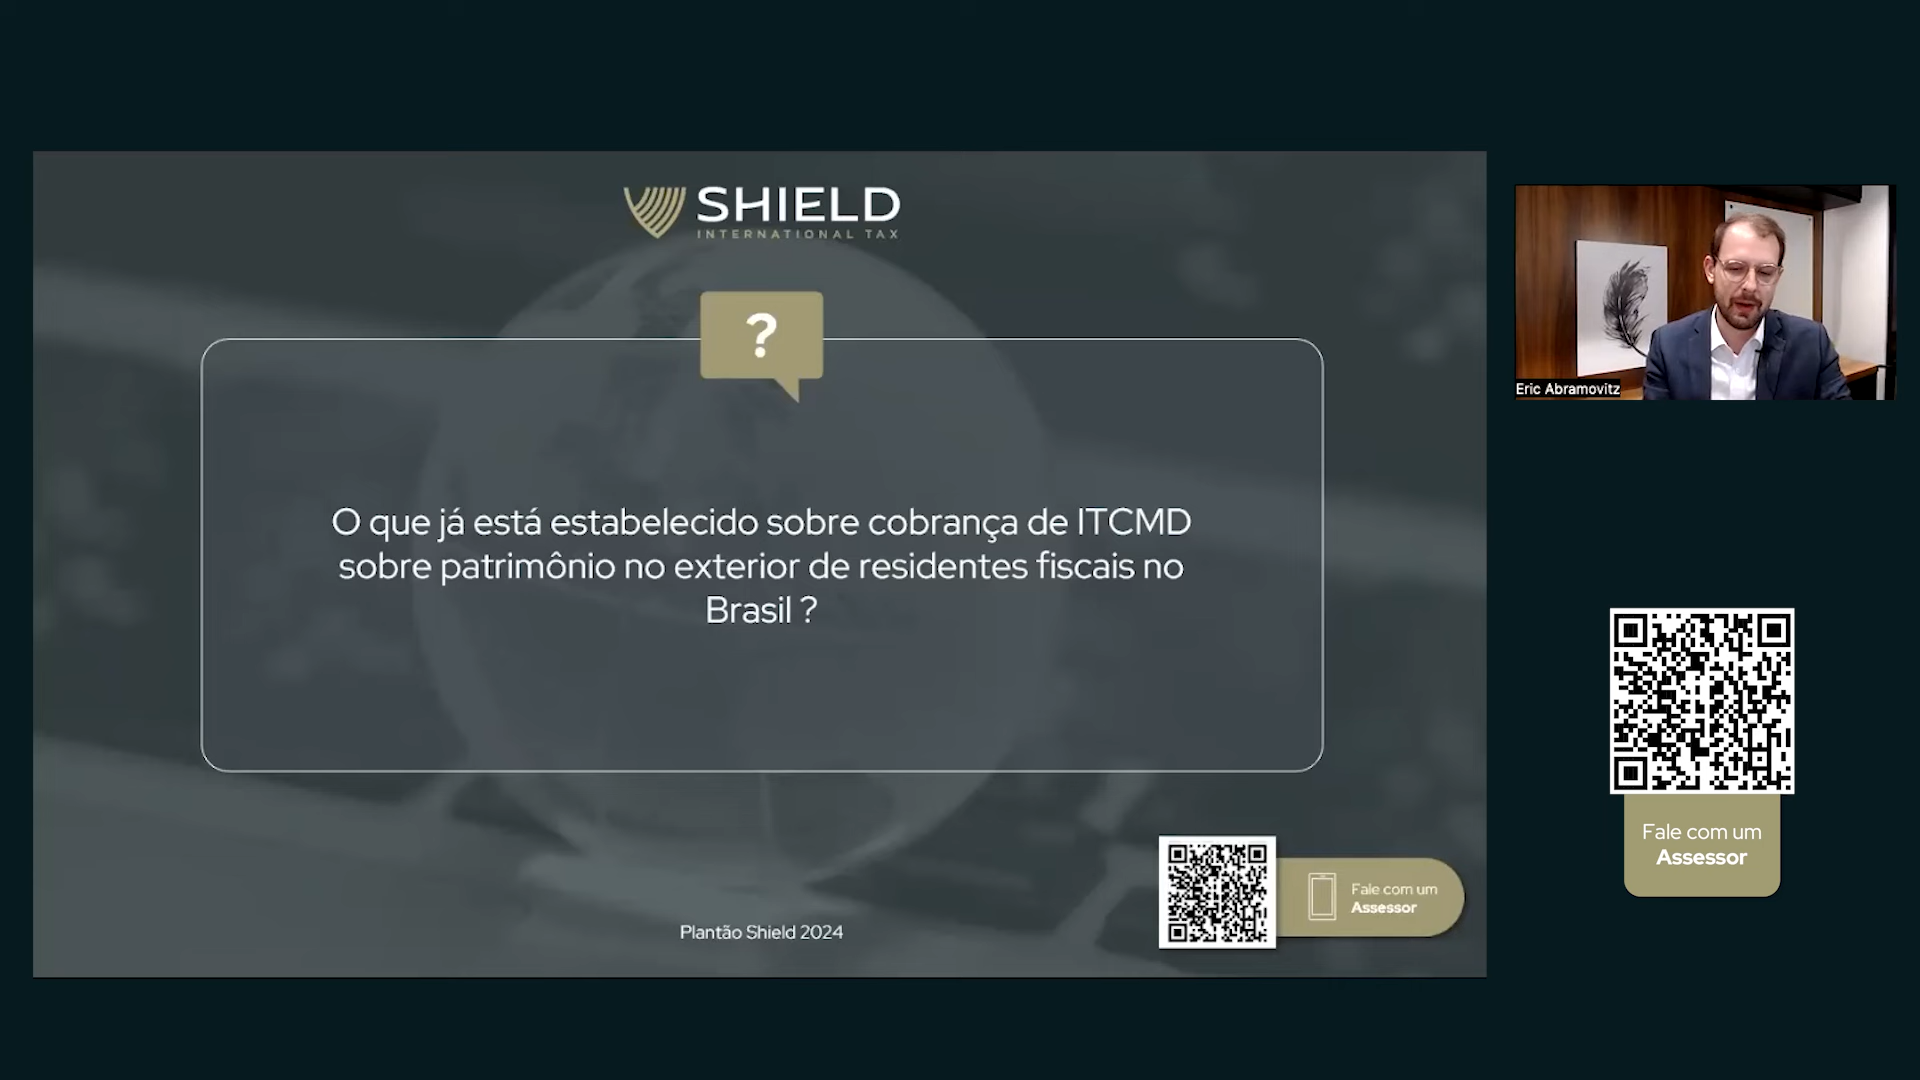 SHIELD
INTERNATIONAL TAX
?
O que já está estabelecido sobre cobrança de ITCMD
sobre patrimônio no exterior de residentes fiscais no
Brasil ?
Plantão Shield 2024
Fale com um
Assessor
Eric Abramovitz
Fale com um
Assessor